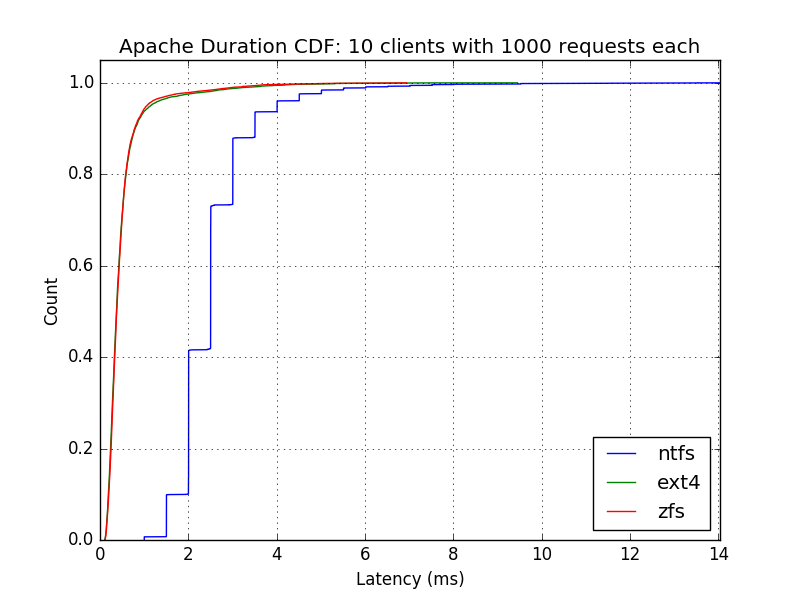 Apache Duration CDF: 10 clients with 1000 requests each
1.0
0.8
0.6
0.4
0.2
0.0
Count
0 2 4 6 8 10 12 14
Latency (ms)
ntfs
ext4
zfs